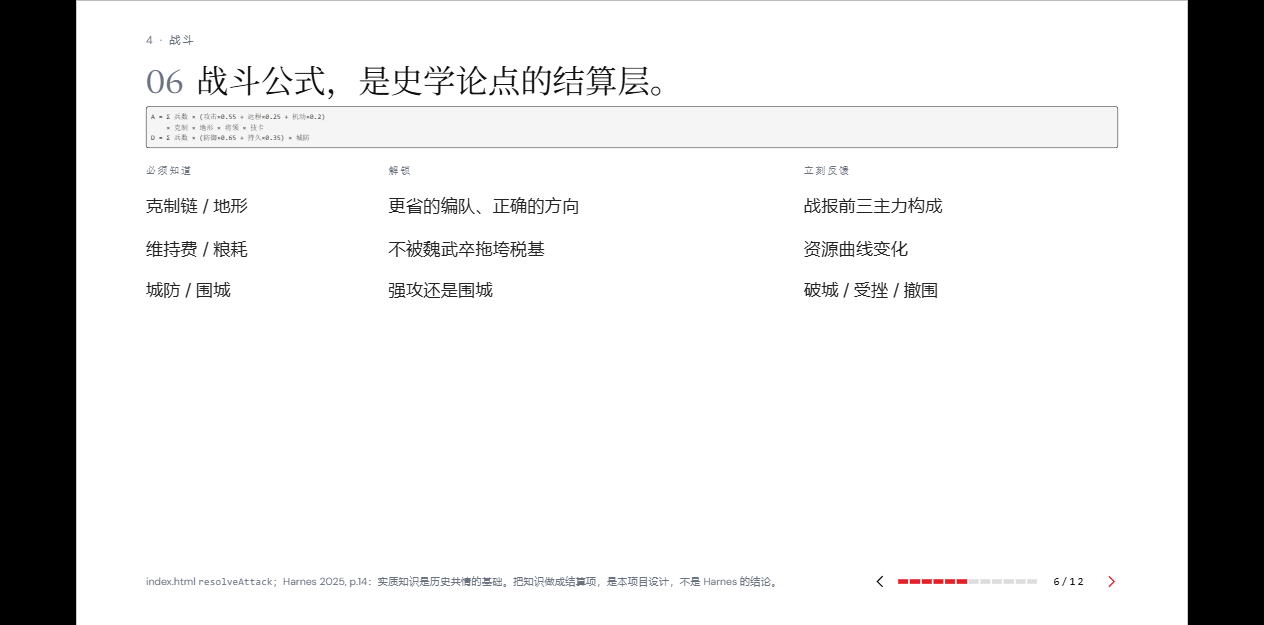 4 · 战斗
06 战斗公式，是史学论点的结算层。
A = Σ 兵数 × (攻击×0.55 + 远程×0.25 + 机动×0.2)
× 克制 × 地形 × 将领 × 技卡
D = Σ 兵数 × (防御×0.65 + 持久×0.35) × 城防
必须知道 解锁 立刻反馈
克制链 / 地形 更省的编队、正确的方向 战报前三主力构成
维持费 / 粮耗 不被魏武卒拖垮税基 资源曲线变化
城防 / 围城 强攻还是围城 破城 / 受挫 / 撤围
index.html resolveAttack；Harnes 2025, p.14：实质知识是历史共情的基础。把知识做成结算项，是本项目设计，不是 Harnes 的结论。 6/12